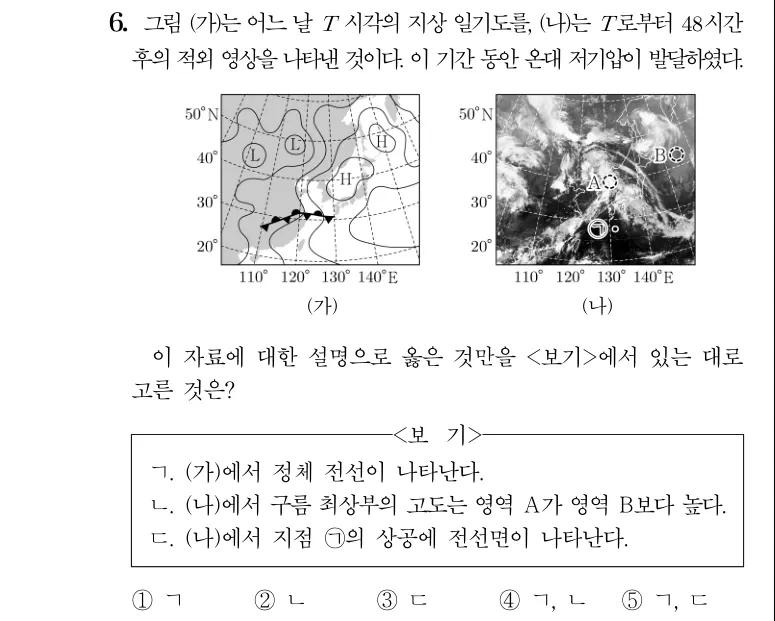 6. 그림 (가)는 어느 날 T 시각의 지상 일기도를, (나)는 T로부터 48시간
후의 적외 영상을 나타낸 것이다. 이 기간 동안 온대 저기압이 발달하였다.
50°N
40°
30°
20°
L
L
H
H
110° 120° 130° 140°E
(가)
50°N
40°
30°
20°
A
B
㉠
110° 120° 130° 140°E
(나)
이 자료에 대한 설명으로 옳은 것만을 <보기>에서 있는 대로
고른 것은?
<보 기>
ㄱ. (가)에서 정체 전선이 나타난다.
ㄴ. (나)에서 구름 최상부의 고도는 영역 A가 영역 B보다 높다.
ㄷ. (나)에서 지점 ㉠의 상공에 전선면이 나타난다.
① ㄱ ② ㄴ ③ ㄷ ④ ㄱ, ㄴ ⑤ ㄱ, ㄷ